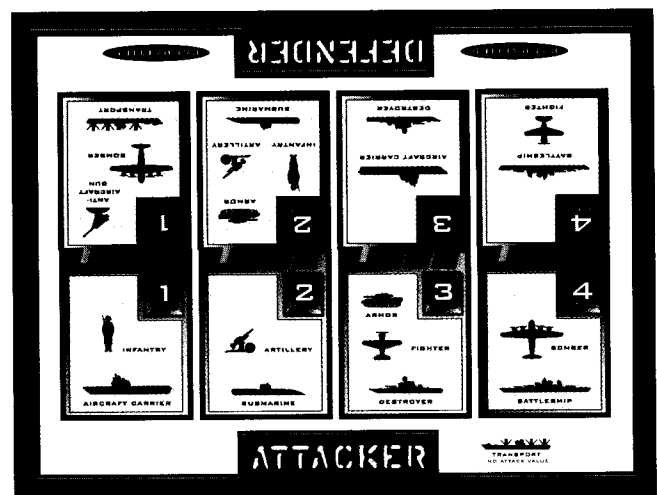 DEFENDER
TRANSPORT
BOMBER
ANTI-
AIRCRAFT
GUN
1
SUBMARINE
INFANTRY
ARTILLERY
ARMOR
2
DESTROYER
AIRCRAFT CARRIER
3
FIGHTER
BATTLESHIP
4
1
INFANTRY
AIRCRAFT CARRIER
2
ARTILLERY
SUBMARINE
3
ARMOR
FIGHTER
DESTROYER
4
BOMBER
BATTLESHIP
ATTACKER
TRANSPORT
NO ATTACK VALUE